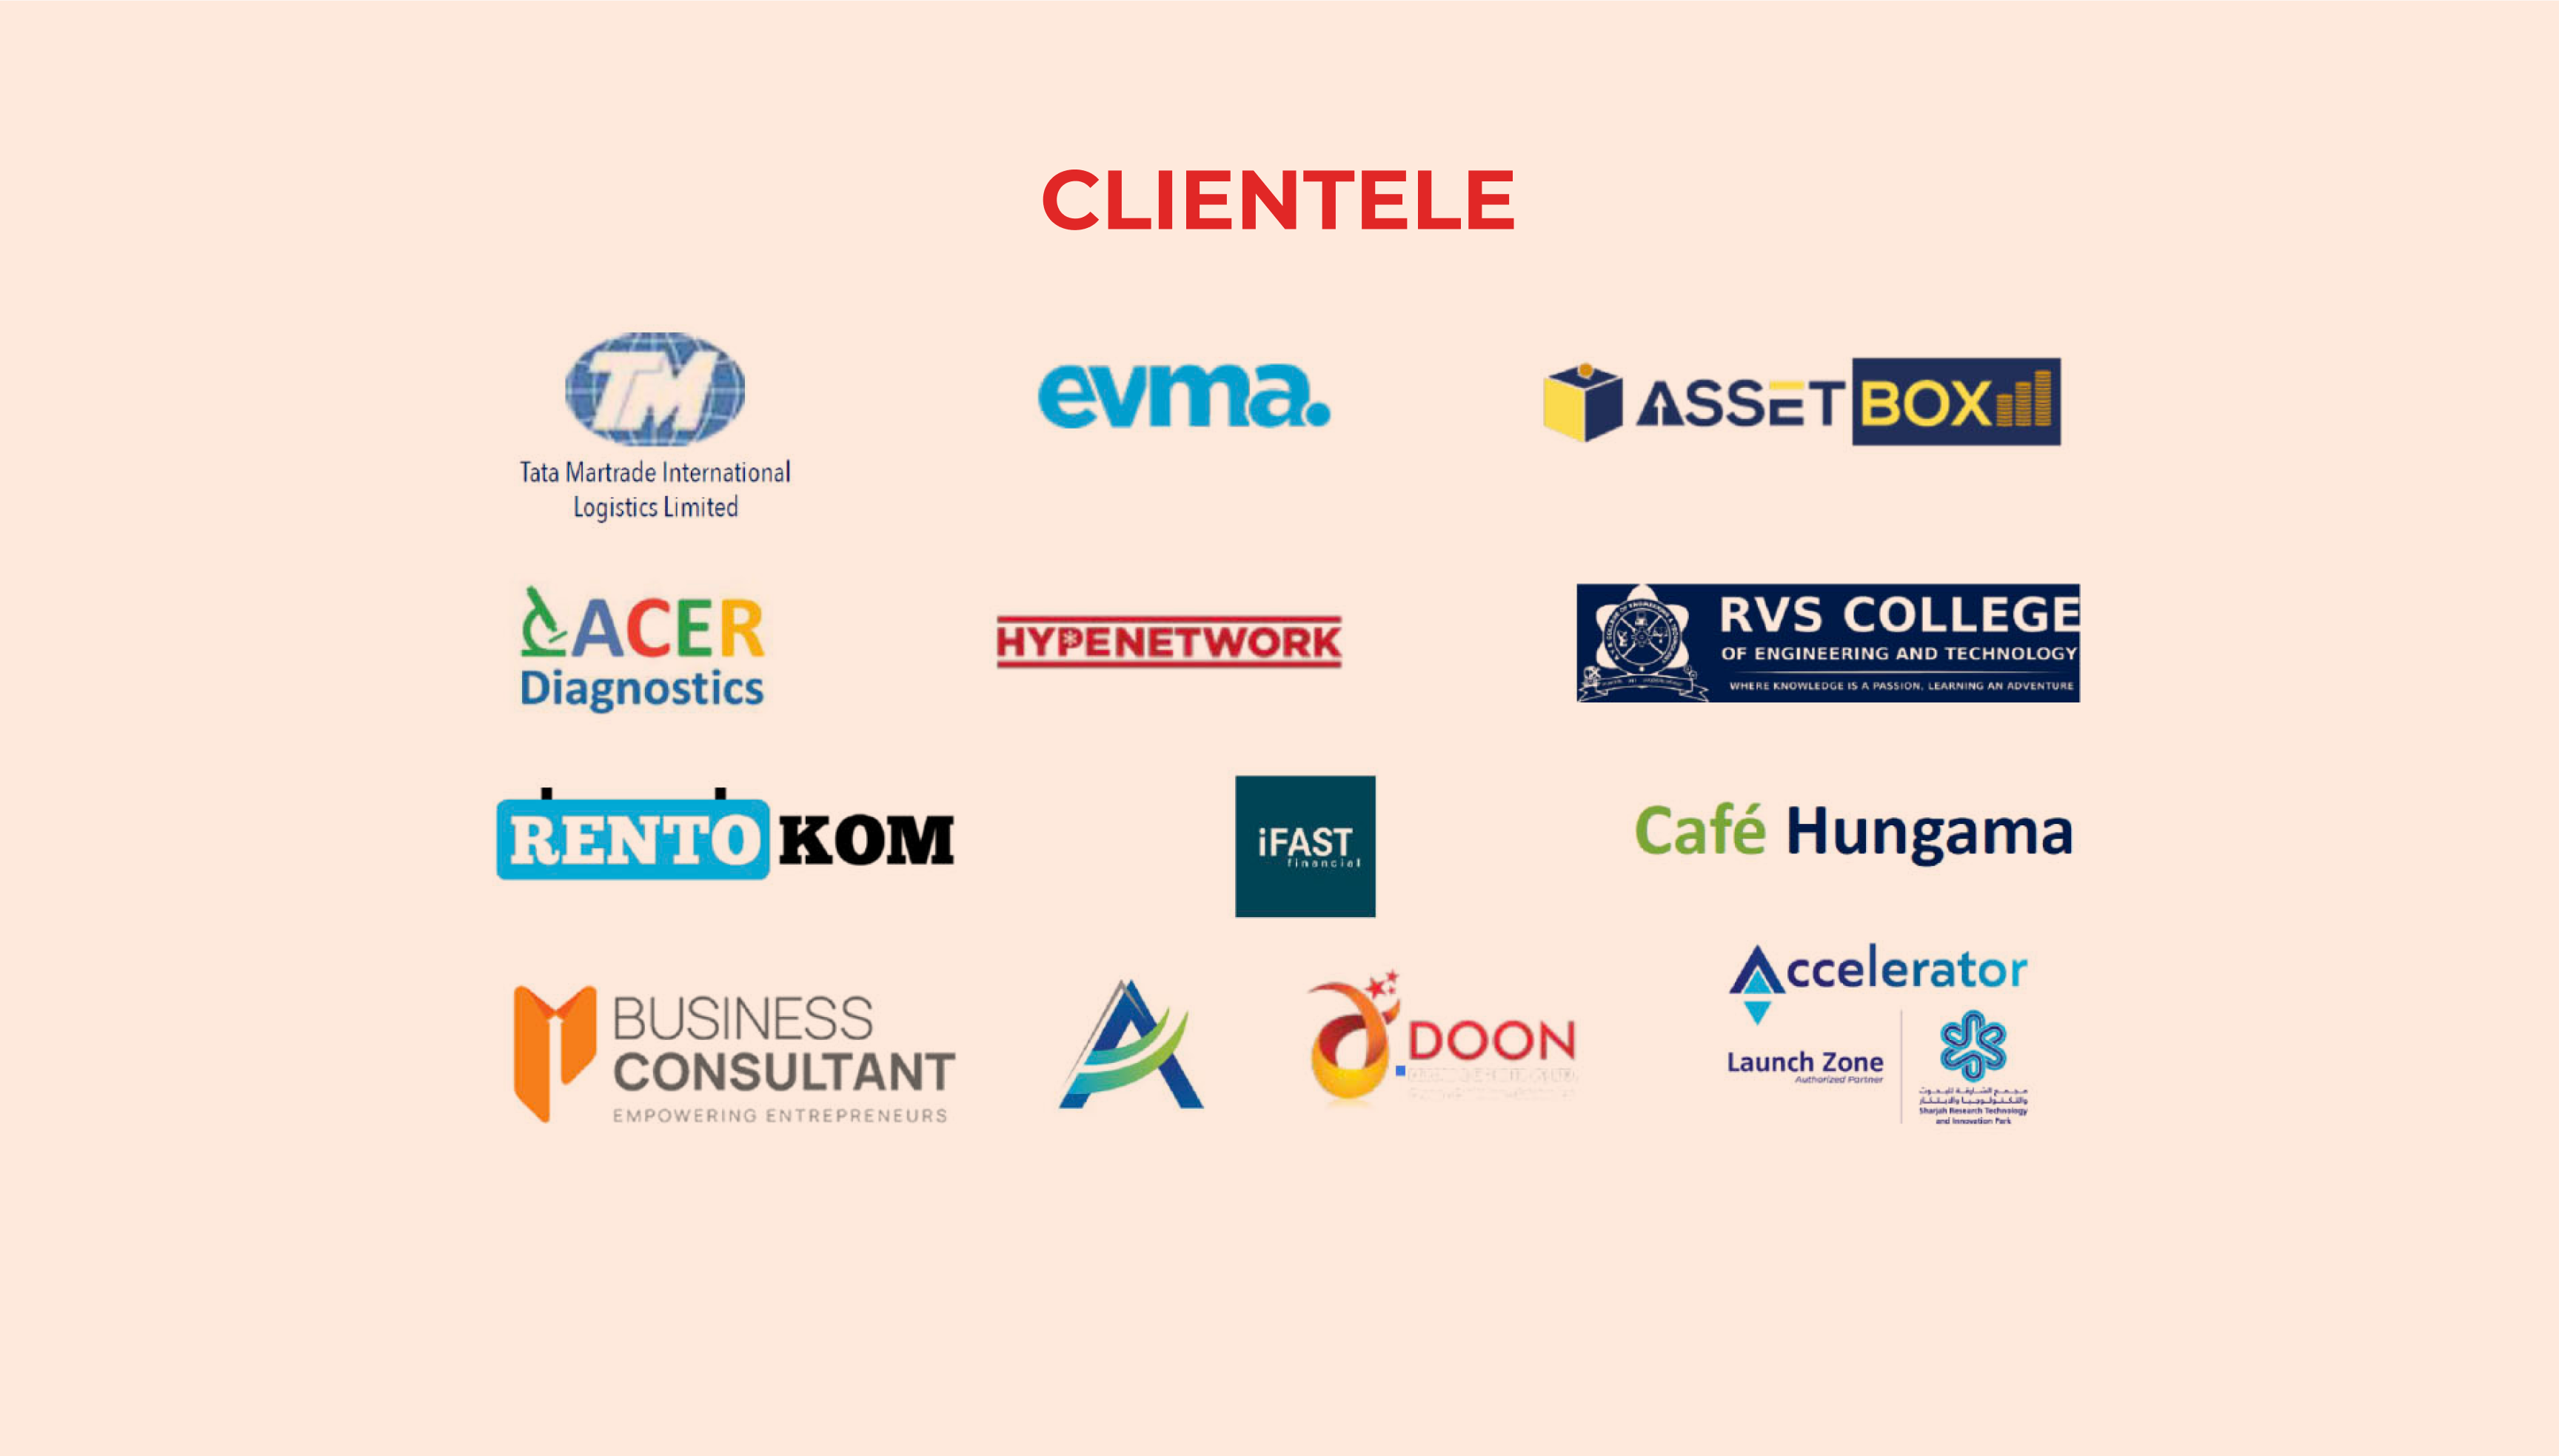 CLIENTELE
TM
Tata Martrade International
Logistics Limited
evma.
ASSET BOX
ACER
Diagnostics
HYPENETWORK
RVS COLLEGE
OF ENGINEERING AND TECHNOLOGY
WHERE KNOWLEDGE IS A PASSION, LEARNING AN ADVENTURE
RENTO KOM
iFAST
financial
Café Hungama
BUSINESS
CONSULTANT
EMPOWERING ENTREPRENEURS
DOON
Accelerator
Launch Zone
Authorized Partner
Sharjah Research Technology
and Innovation Park